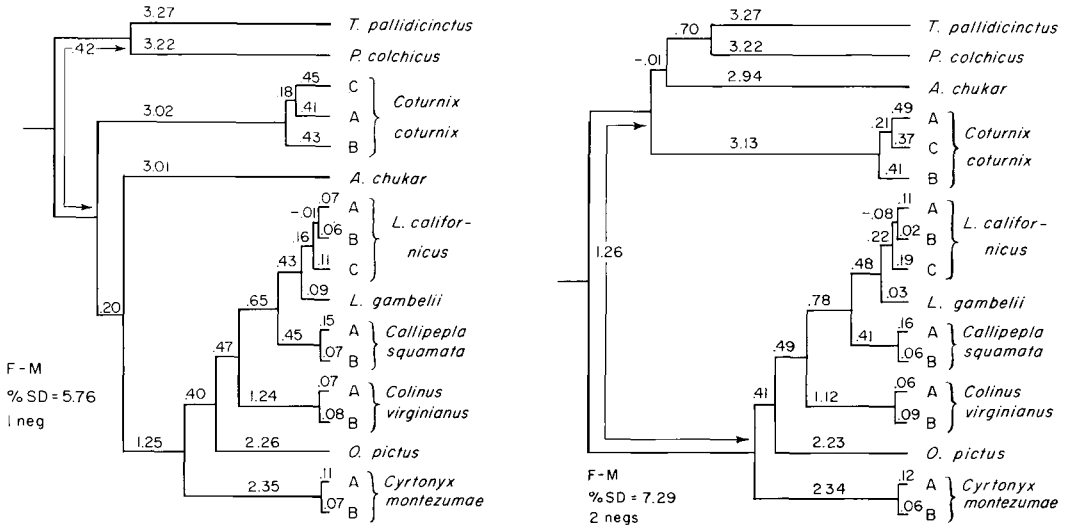 3.27
T. pallidicinctus
.42
3.22
P. colchicus
.45
C
.18
3.02
.41
A
Coturnix
coturnix
.43
B
3.01
A. chukar
.07
A
-.01
.06
B
L. califor-
nicus
.16
.11
C
.43
.09
L. gambelii
.65
.15
A
.45
.07
B
Callipepla
squamata
.20
.47
.07
A
1.24
.08
B
Colinus
virginianus
.40
2.26
O. pictus
1.25
.11
A
2.35
.07
B
Cyrtonyx
montezumae
F-M
% SD = 5.76
1 neg
3.27
T. pallidicinctus
.70
3.22
P. colchicus
-.01
2.94
A. chukar
.49
A
.21
.37
C
Coturnix
coturnix
3.13
.41
B
.11
A
-.08
.02
B
L. califor-
nicus
.22
.19
C
1.26
.48
.03
L. gambelii
.78
.16
A
.41
.06
B
Callipepla
squamata
.49
.06
A
1.12
.09
B
Colinus
virginianus
.41
2.23
O. pictus
.12
A
2.34
.06
B
Cyrtonyx
montezumae
F-M
% SD = 7.29
2 negs